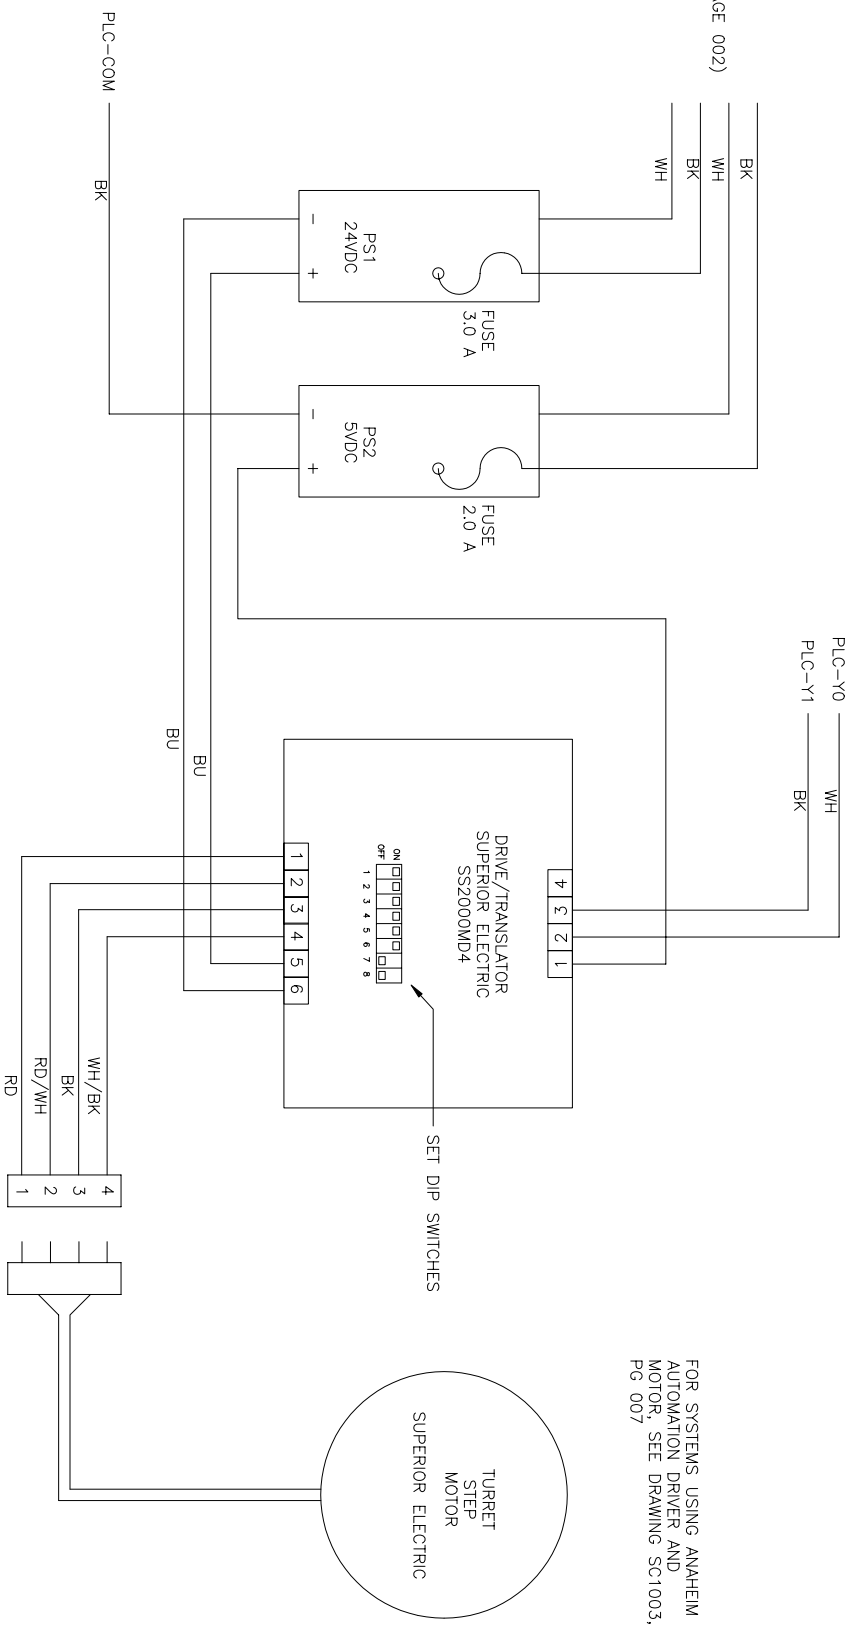 GE 002)
BK
WH
BK
WH
PLC-COM
BK
PS1
24VDC
-
+
FUSE
3.0 A
PS2
5VDC
-
+
FUSE
2.0 A
PLC-Y0
PLC-Y1
WH
BK
BU
BU
4
3
2
1
DRIVE/TRANSLATOR
SUPERIOR ELECTRIC
SS2000MD4
ON
OFF
1 2 3 4 5 6 7 8
1
2
3
4
5
6
SET DIP SWITCHES
WH/BK
BK
RD/WH
RD
4
3
2
1
TURRET
STEP
MOTOR
SUPERIOR ELECTRIC
FOR SYSTEMS USING ANAHEIM
AUTOMATION DRIVER AND
MOTOR, SEE DRAWING SC1003,
PG 007